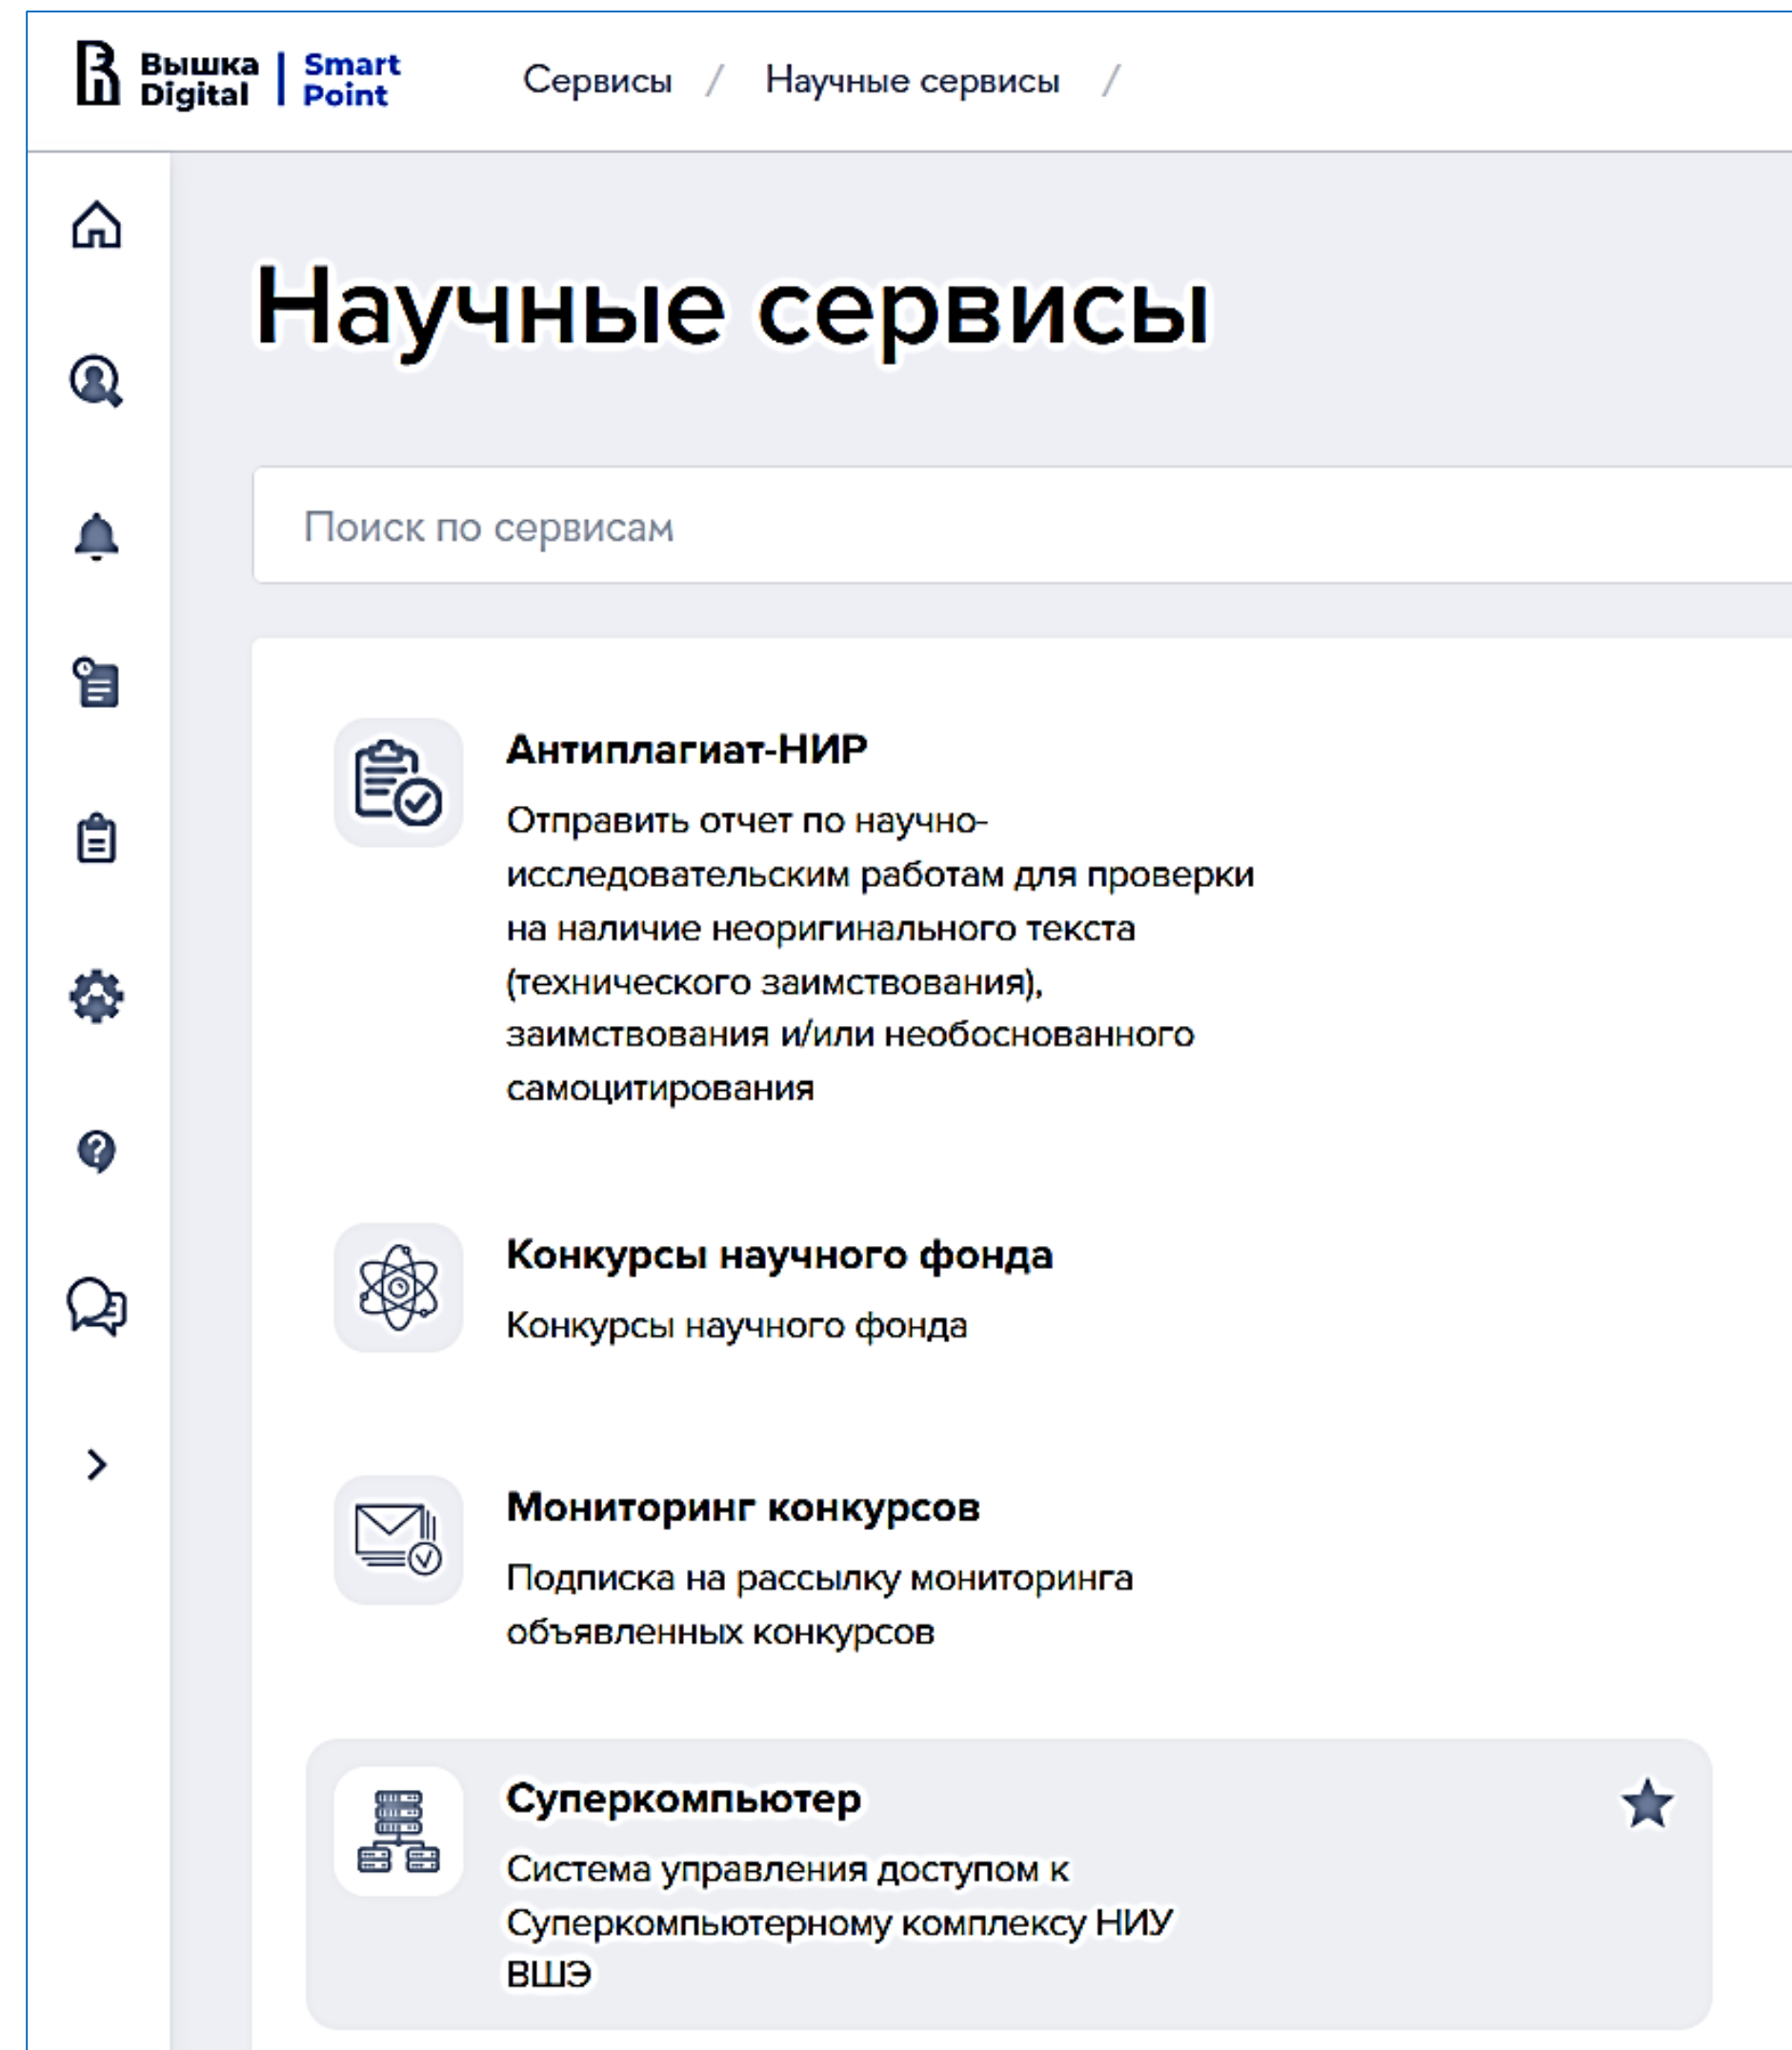 Вышка
Digital
Smart
Point
Сервисы / Научные сервисы /
Научные сервисы
Поиск по сервисам
Антиплагиат-НИР
Отправить отчет по научно-
исследовательским работам для проверки
на наличие неоригинального текста
(технического заимствования),
заимствования и/или необоснованного
самоцитирования
Конкурсы научного фонда
Конкурсы научного фонда
Мониторинг конкурсов
Подписка на рассылку мониторинга
объявленных конкурсов
Суперкомпьютер
Система управления доступом к
Суперкомпьютерному комплексу НИУ
ВШЭ